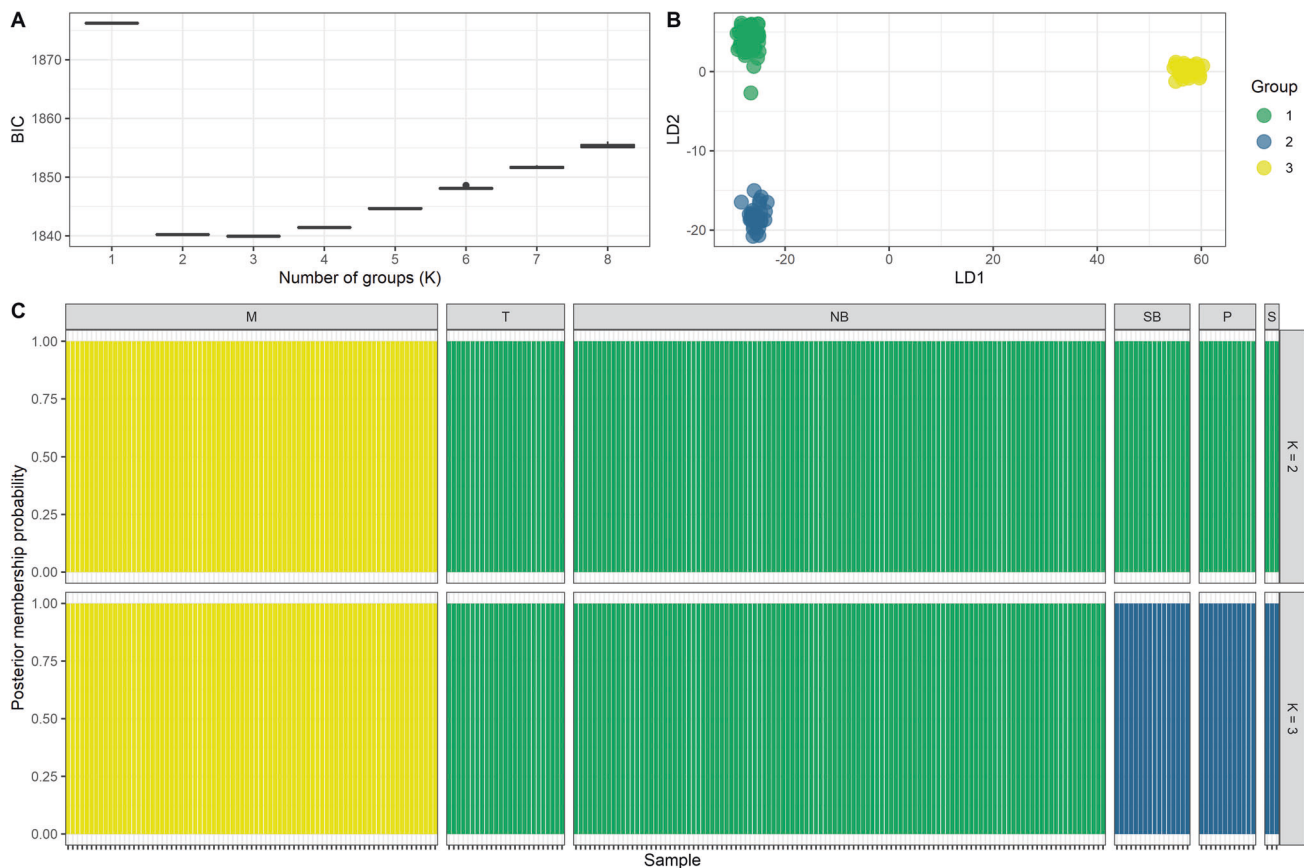 A
BIC
1870
1860
1850
1840
1 2 3 4 5 6 7 8
Number of groups (K)
B
LD2
0
-10
-20
-20 0 20 40 60
LD1
Group
1
2
3
C
M T NB SB P S
Posterior membership probability
1.00
0.75
0.50
0.25
0.00
K = 2
1.00
0.75
0.50
0.25
0.00
K = 3
Sample